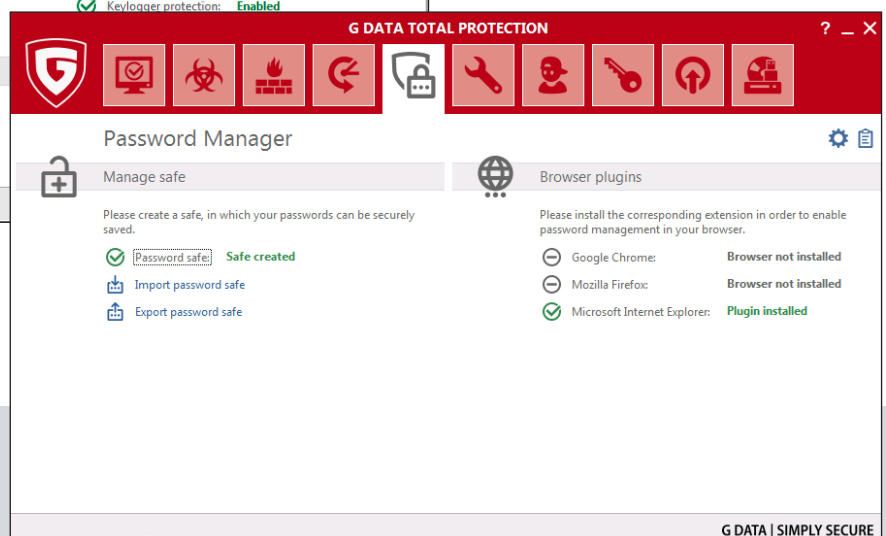 Keylogger protection: Enabled
G DATA TOTAL PROTECTION
Password Manager
Manage safe
Please create a safe, in which your passwords can be securely
saved.
Password safe: Safe created
Import password safe
Export password safe
Browser plugins
Please install the corresponding extension in order to enable
password management in your browser.
Google Chrome: Browser not installed
Mozilla Firefox: Browser not installed
Microsoft Internet Explorer: Plugin installed
G DATA | SIMPLY SECURE